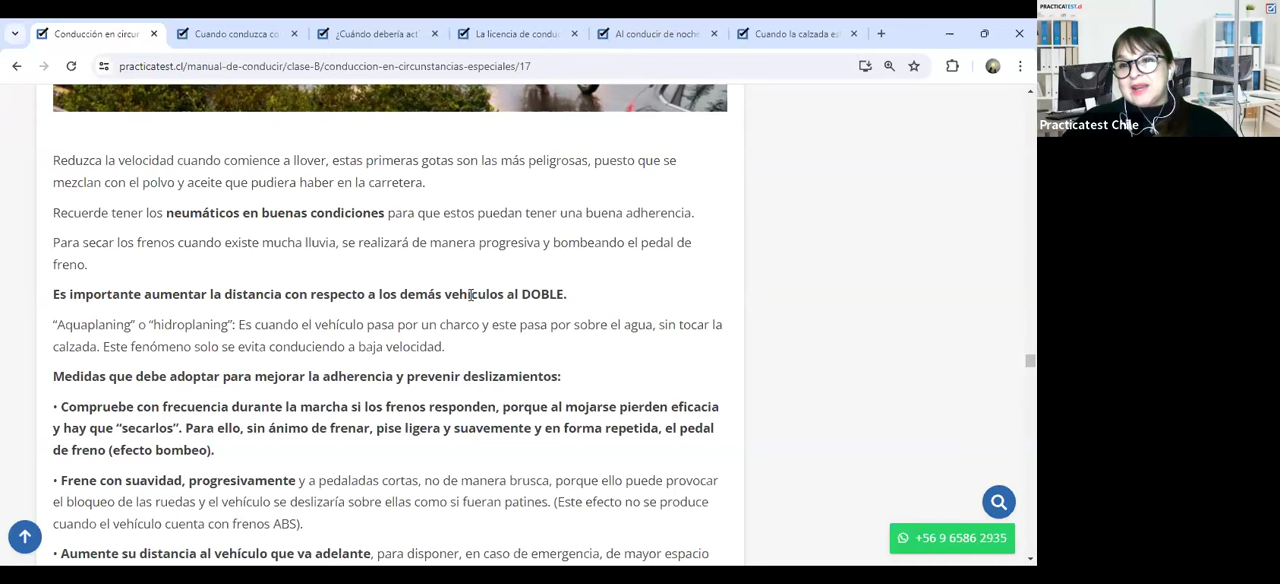 Conducción en circur
Cuando conduzca co
¿Cuándo debería act
La licencia de conduc
Al conducir de noche
Cuando la calzada es
practicatest.cl/manual-de-conducir/clase-B/conduccion-en-circunstancias-especiales/17
PRACTICATEST.cl
Practicatest Chile
Reduzca la velocidad cuando comience a llover, estas primeras gotas son las más peligrosas, puesto que se
mezclan con el polvo y aceite que pudiera haber en la carretera.
Recuerde tener los neumáticos en buenas condiciones para que estos puedan tener una buena adherencia.
Para secar los frenos cuando existe mucha lluvia, se realizará de manera progresiva y bombeando el pedal de
freno.
Es importante aumentar la distancia con respecto a los demás vehículos al DOBLE.
“Aquaplaning” o “hidroplaning”: Es cuando el vehículo pasa por un charco y este pasa por sobre el agua, sin tocar la
calzada. Este fenómeno solo se evita conduciendo a baja velocidad.
Medidas que debe adoptar para mejorar la adherencia y prevenir deslizamientos:
• Compruebe con frecuencia durante la marcha si los frenos responden, porque al mojarse pierden eficacia
y hay que “secarlos”. Para ello, sin ánimo de frenar, pise ligera y suavemente y en forma repetida, el pedal
de freno (efecto bombeo).
• Frene con suavidad, progresivamente y a pedaladas cortas, no de manera brusca, porque ello puede provocar
el bloqueo de las ruedas y el vehículo se deslizaría sobre ellas como si fueran patines. (Este efecto no se produce
cuando el vehículo cuenta con frenos ABS).
• Aumente su distancia al vehículo que va adelante, para disponer, en caso de emergencia, de mayor espacio
+56 9 6586 2935